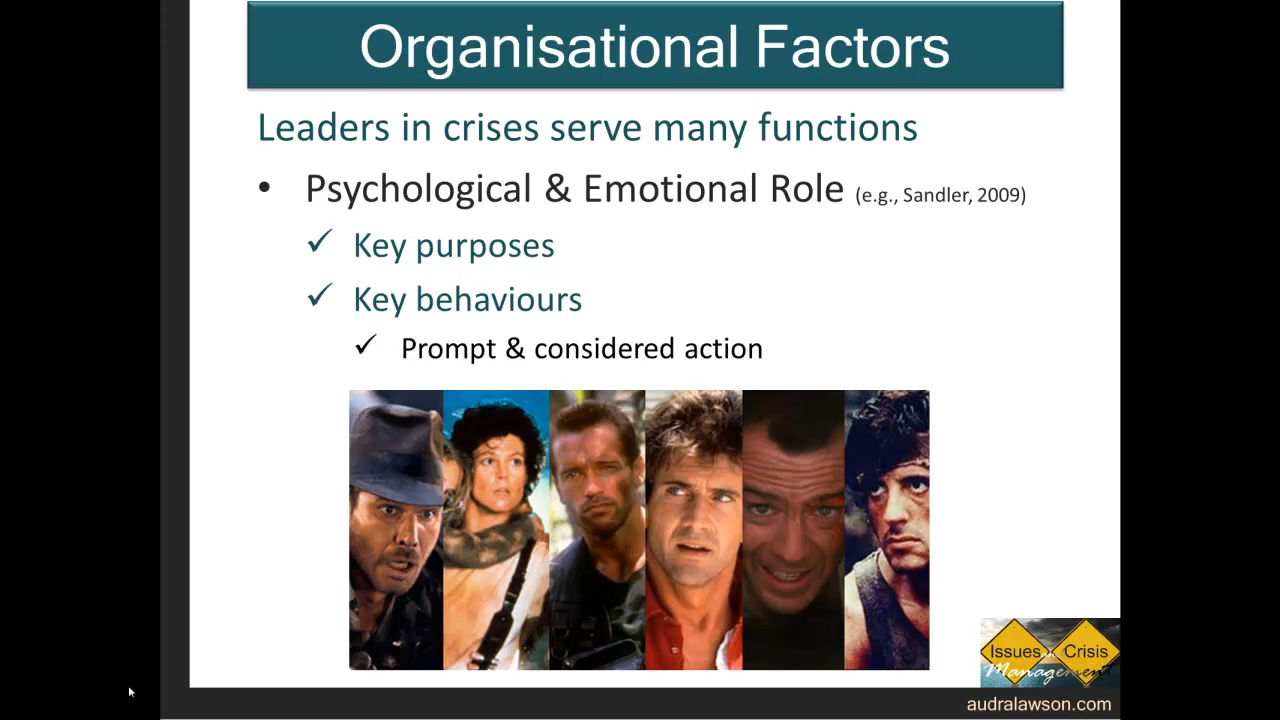 Organisational Factors
Leaders in crises serve many functions
• Psychological & Emotional Role (e.g., Sandler, 2009)
✓ Key purposes
✓ Key behaviours
✓ Prompt & considered action
Issues & Crisis
Management
audralawson.com